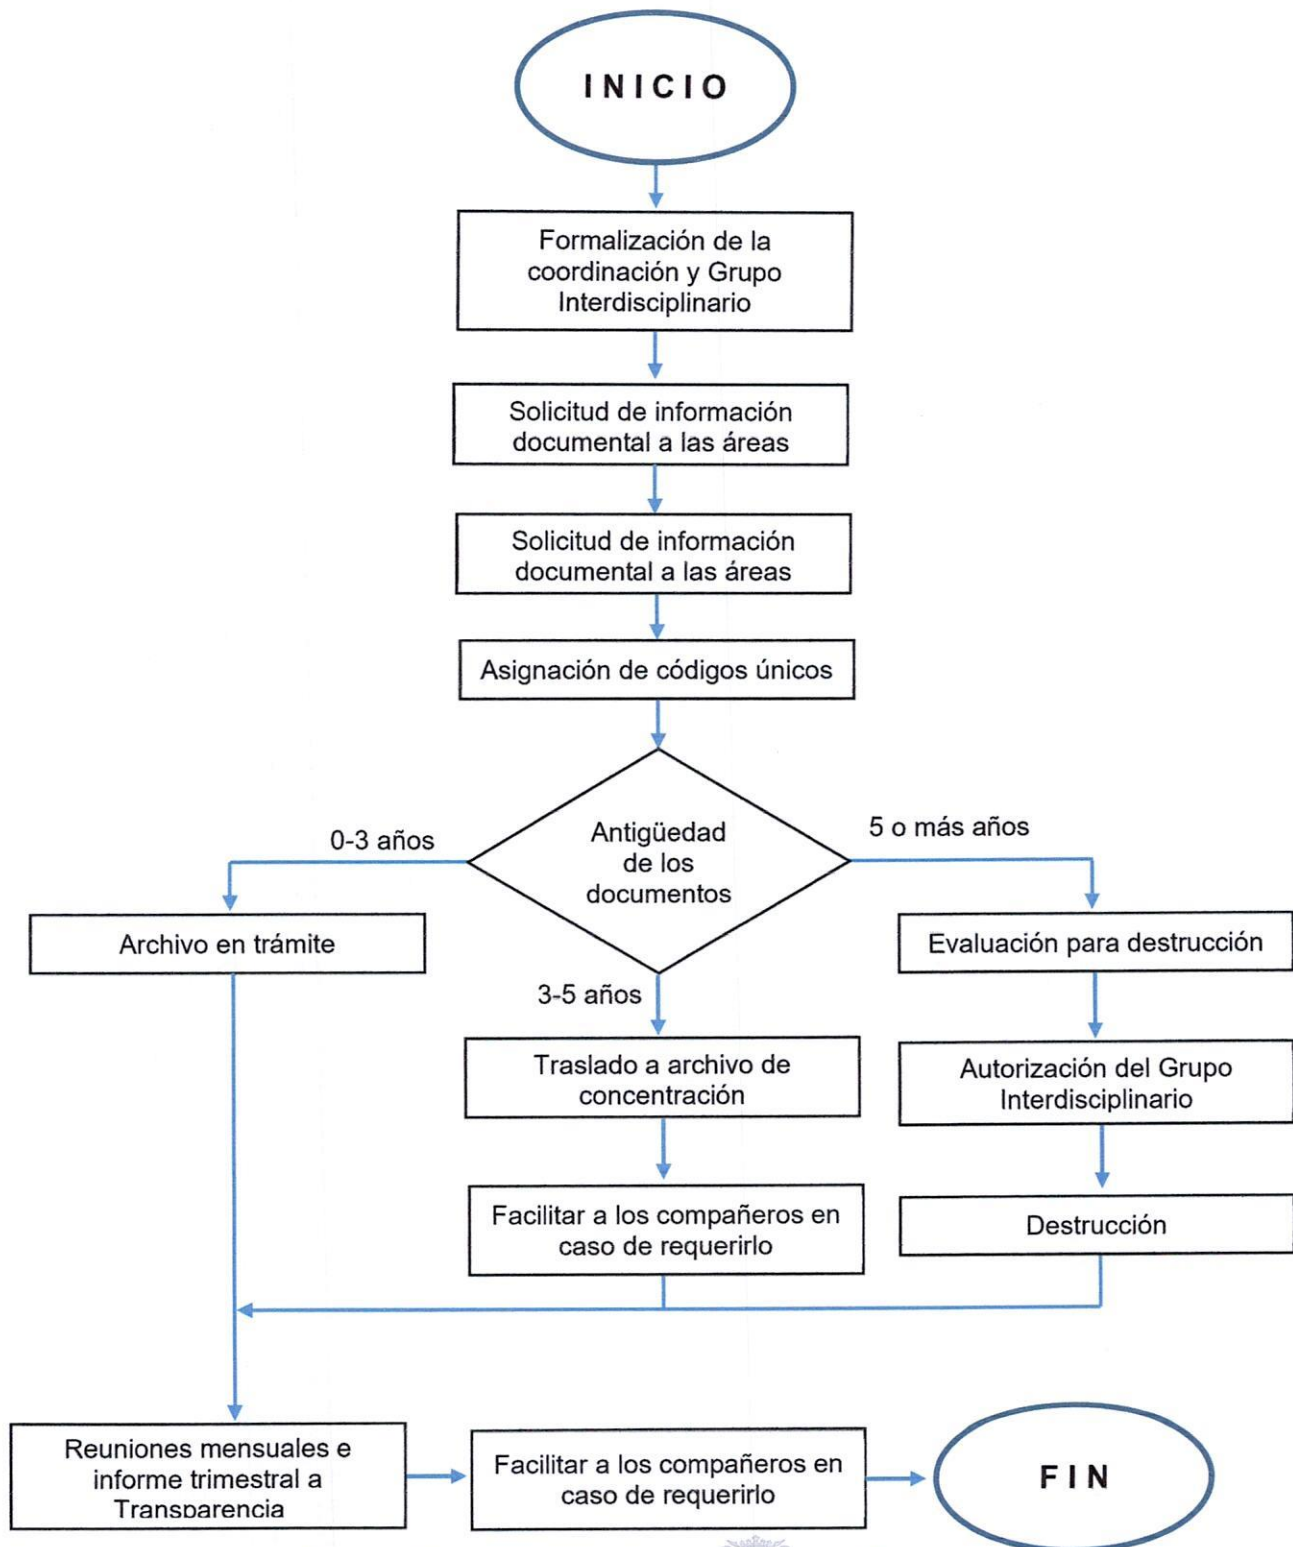 INICIO
Formalización de la
coordinación y Grupo
Interdisciplinario
Solicitud de información
documental a las áreas
Solicitud de información
documental a las áreas
Asignación de códigos únicos
Antigüedad
de los
documentos
0-3 años
5 o más años
3-5 años
Archivo en trámite
Traslado a archivo de
concentración
Facilitar a los compañeros en
caso de requerirlo
Evaluación para destrucción
Autorización del Grupo
Interdisciplinario
Destrucción
Reuniones mensuales e
informe trimestral a
Transparencia
Facilitar a los compañeros en
caso de requerirlo
FIN